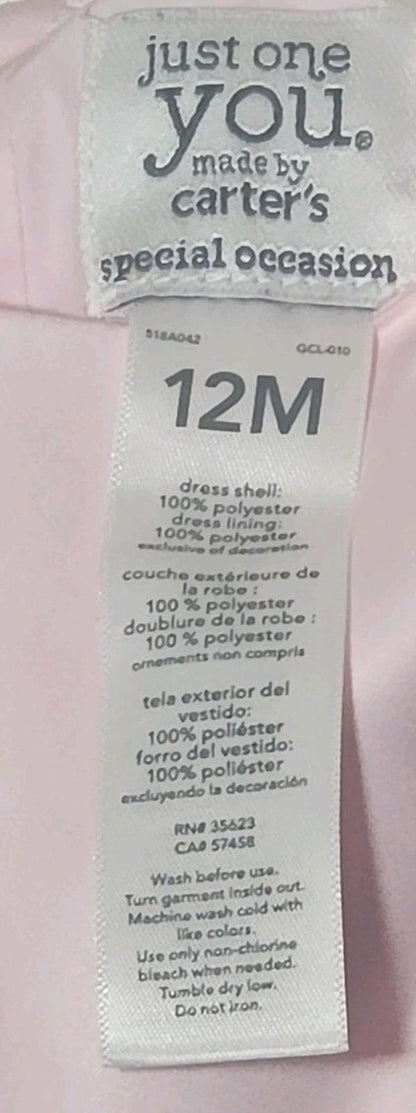 just one
you®
made by
carter's
special occasion
518A042
GCL-010
12M
dress shell:
100% polyester
dress lining:
100% polyester
exclusive of decoration
couche extérieure de
la robe :
100 % polyester
doublure de la robe :
100 % polyester
ornements non compris
tela exterior del
vestido:
100% poliéster
forro del vestido:
100% poliéster
excluyendo la decoración
RN# 35623
CA# 57458
Wash before use.
Turn garment inside out.
Machine wash cold with
like colors.
Use only non-chlorine
bleach when needed.
Tumble dry low.
Do not iron.